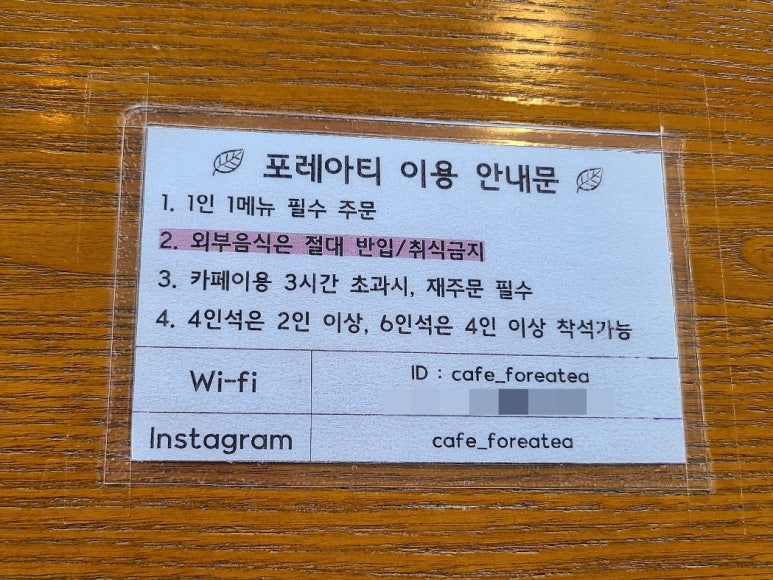 포레아티 이용 안내문
1. 1인 1메뉴 필수 주문
2. 외부음식은 절대 반입/취식금지
3. 카페이용 3시간 초과시, 재주문 필수
4. 4인석은 2인 이상, 6인석은 4인 이상 착석가능
Wi-fi
ID : cafe_foreatea
Instagram
cafe_foreatea